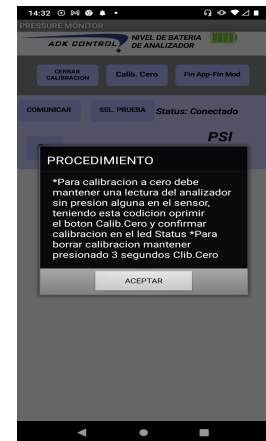 14:32
PRESSURE MONITOR
ADK CONTROL
NIVEL DE BATERIA
DE ANALIZADOR
CERRAR
CALIBRACION
Calib. Cero
Fin App-Fin Mod
COMUNICAR
SEL. PRUEBA
Status: Conectado
PSI
PROCEDIMIENTO
*Para calibracion a cero debe
mantener una lectura del analizador
sin presion alguna en el sensor,
teniendo esta codicion oprimir
el boton Calib.Cero y confirmar
calibracion en el led Status *Para
borrar calibracion mantener
presionado 3 segundos Clib.Cero
ACEPTAR